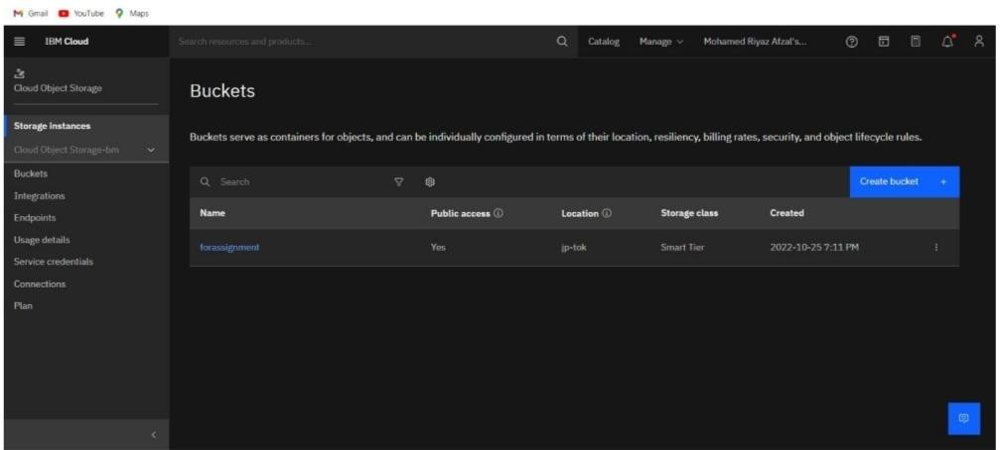 Gmail YouTube Maps
IBM Cloud Search resources and products... Catalog Manage Mohamed Riyaz Afzal's...
Cloud Object Storage
Storage instances
Cloud Object Storage-bm
Buckets
Integrations
Endpoints
Usage details
Service credentials
Connections
Plan
Buckets
Buckets serve as containers for objects, and can be individually configured in terms of their location, resiliency, billing rates, security, and object lifecycle rules.
Search Create bucket +
Name Public access Location Storage class Created
forassignment Yes jp-tok Smart Tier 2022-10-25 7:11 PM